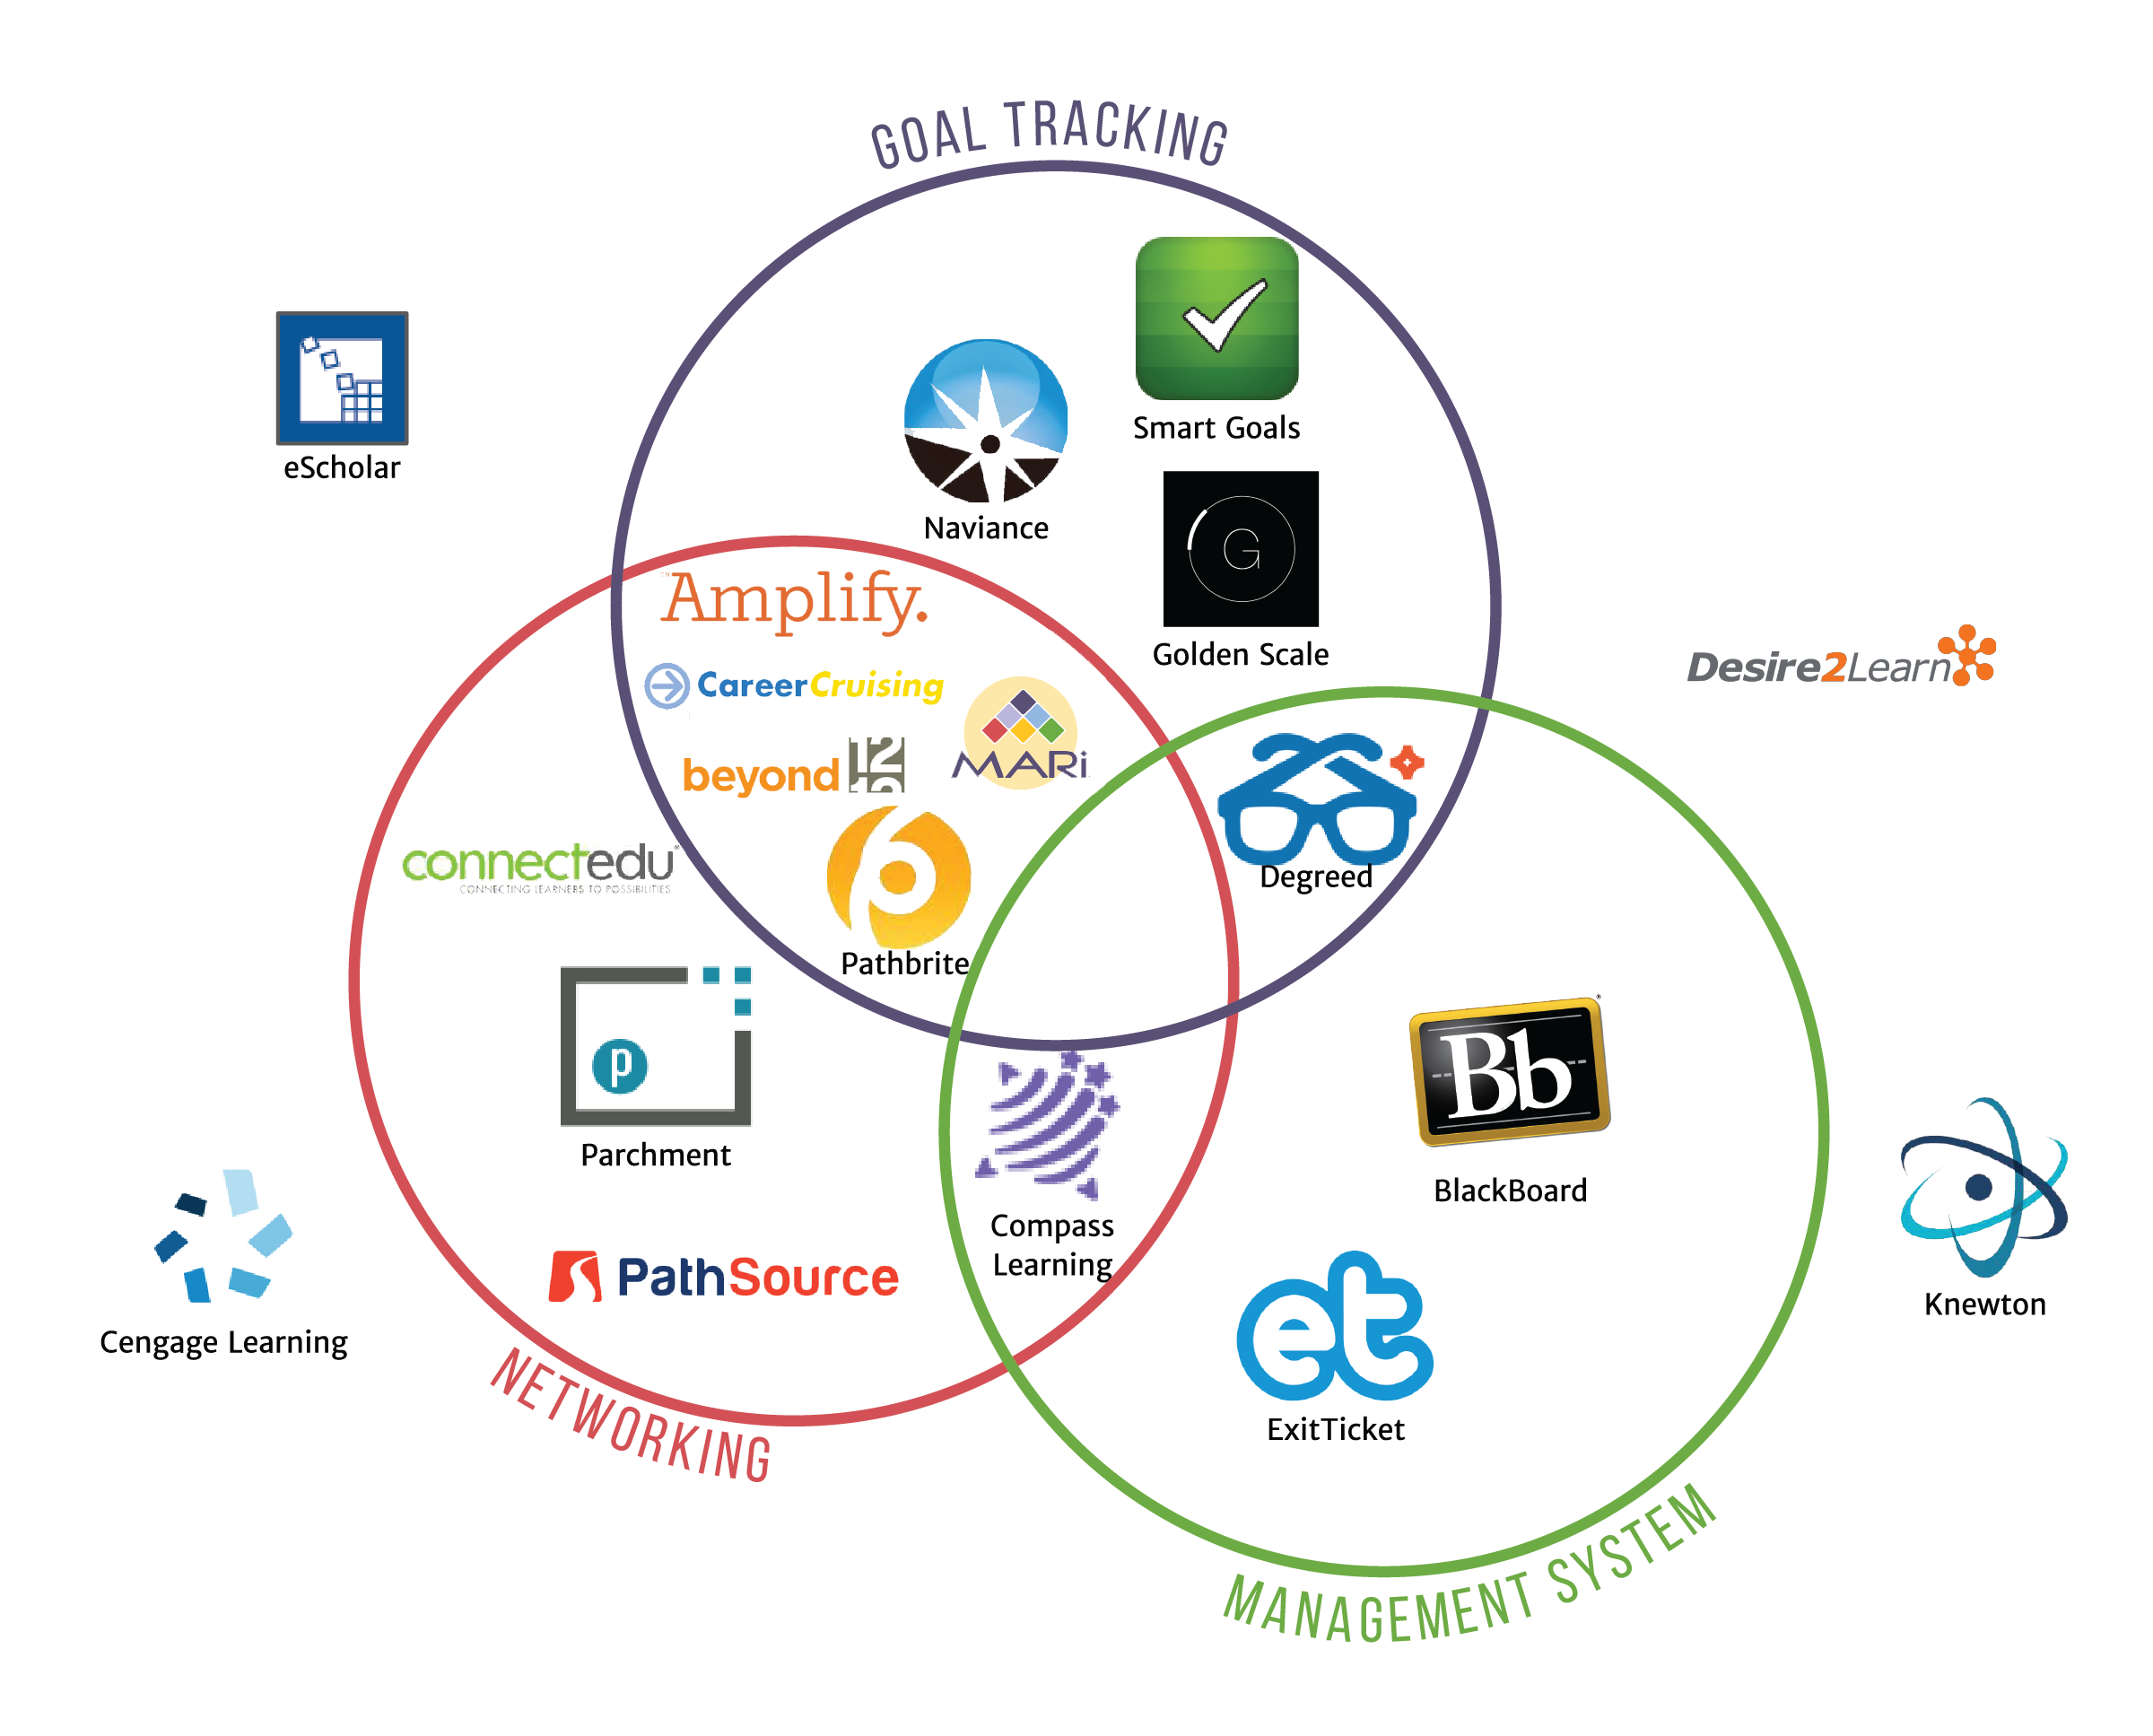 GOAL TRACKING
Smart Goals
eScholar
Naviance
G
Amplify.
Golden Scale
Desire2Learn
CareerCruising
MARi
beyond 12
connectedu
CONNECTING LEARNERS TO POSSIBILITIES
Degreed
Pathbrite
Bb
p
Parchment
BlackBoard
Compass
Learning
PathSource
Knewton
Cengage Learning
et
ExitTicket
NETWORKING
MANAGEMENT SYSTEM